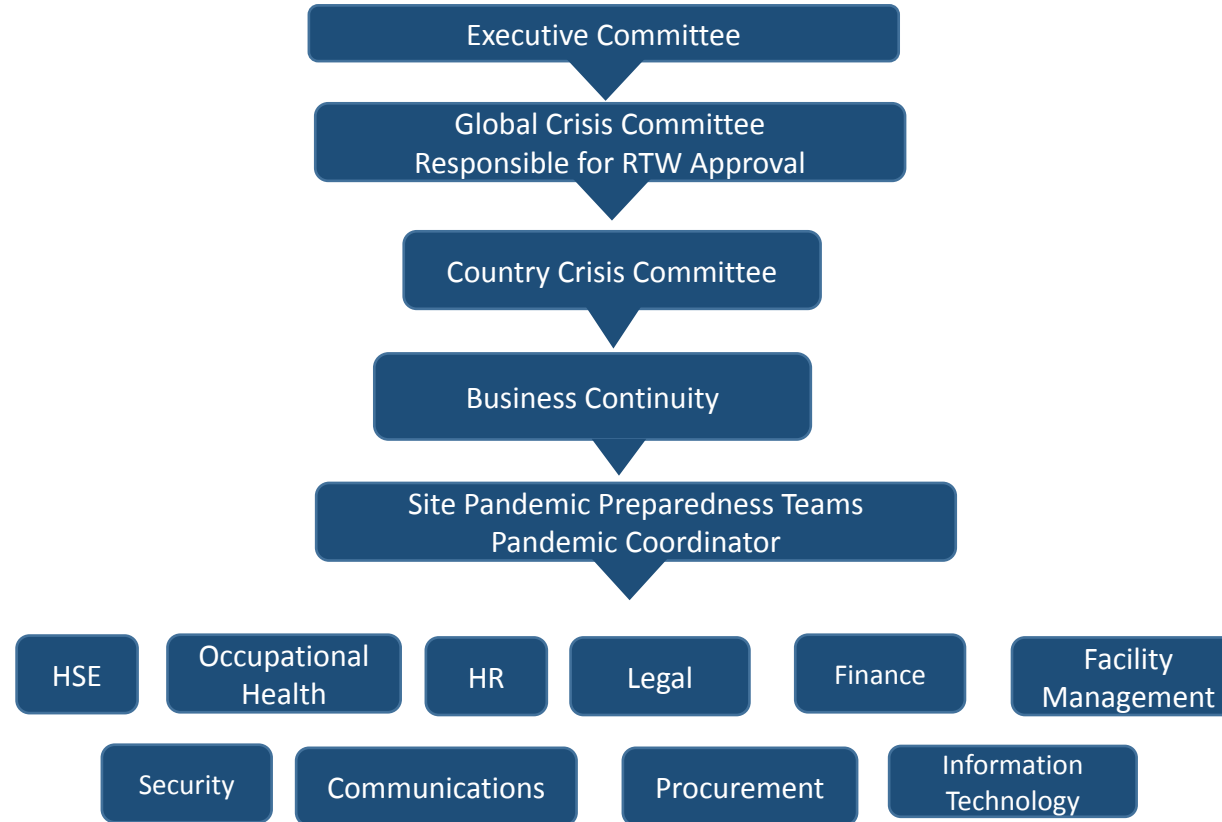 Executive Committee
Global Crisis Committee
Responsible for RTW Approval
Country Crisis Committee
Business Continuity
Site Pandemic Preparedness Teams
Pandemic Coordinator
HSE
Occupational
Health
HR
Legal
Finance
Facility
Management
Security
Communications
Procurement
Information
Technology